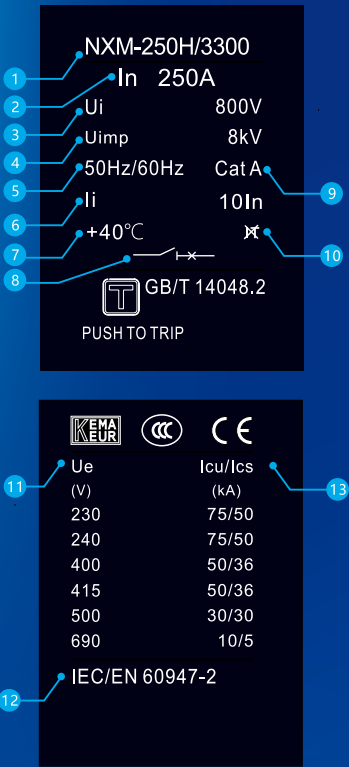 NXM-250H/3300
1
In 250A
2
Ui 800V
3
Uimp 8kV
4
50Hz/60Hz Cat A
5 9
Ii 10In
6
+40℃
7 10
8
T GB/T 14048.2
PUSH TO TRIP
KEMA KEUR CCC CE
Ue Icu/Ics
11 13
(V) (kA)
230 75/50
240 75/50
400 50/36
415 50/36
500 30/30
690 10/5
IEC/EN 60947-2
12